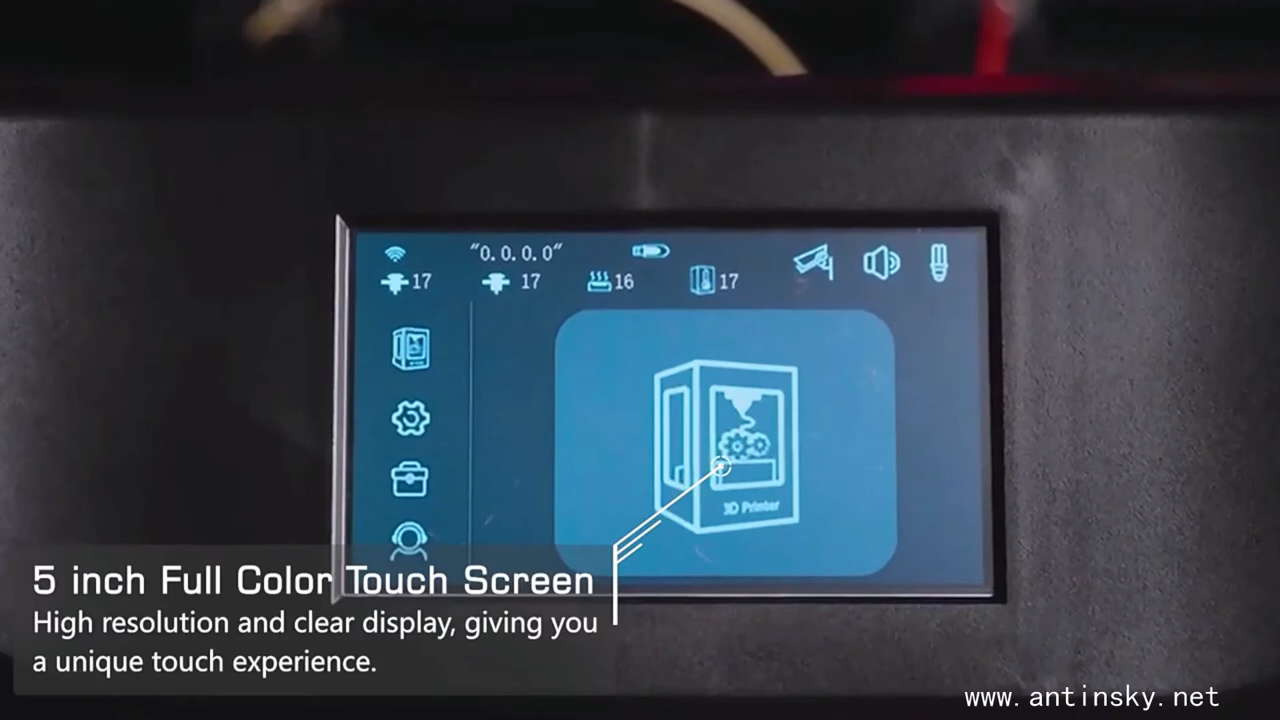 "0.0.0.0"
17
17
16
17
3D Printer
5 inch Full Color Touch Screen
High resolution and clear display, giving you
a unique touch experience.
www.antinsky.net